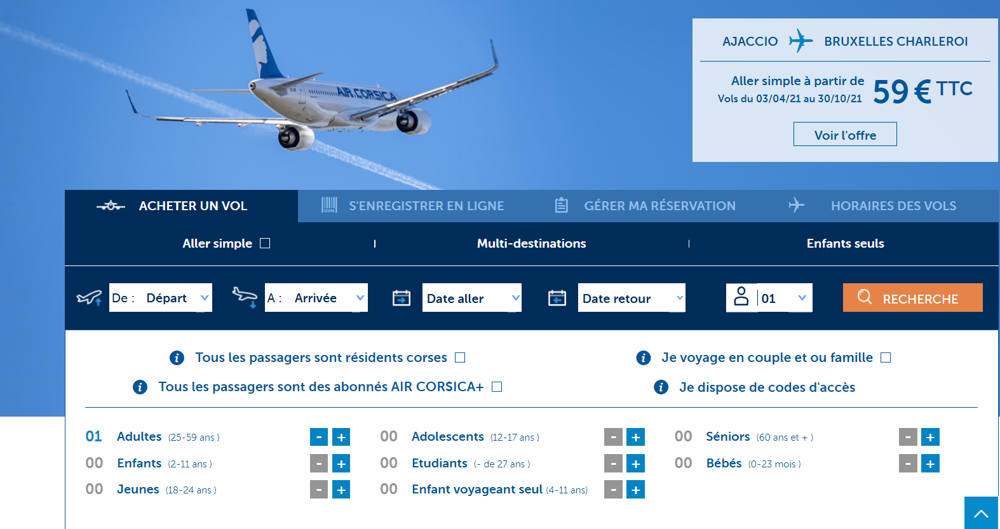 AIR CORSICA
AJACCIO BRUXELLES CHARLEROI
Aller simple à partir de
Vols du 03/04/21 au 30/10/21
59 € TTC
Voir l'offre
ACHETER UN VOL
S'ENREGISTRER EN LIGNE
GÉRER MA RÉSERVATION
HORAIRES DES VOLS
Aller simple
Multi-destinations
Enfants seuls
De : Départ
A : Arrivée
Date aller
Date retour
01
RECHERCHE
Tous les passagers sont résidents corses
Je voyage en couple et ou famille
Tous les passagers sont des abonnés AIR CORSICA+
Je dispose de codes d'accès
01 Adultes (25-59 ans ) - +
00 Adolescents (12-17 ans ) - +
00 Séniors (60 ans et + ) - +
00 Enfants (2-11 ans ) - +
00 Etudiants (- de 27 ans ) - +
00 Bébés (0-23 mois ) - +
00 Jeunes (18-24 ans ) - +
00 Enfant voyageant seul (4-11 ans) - +